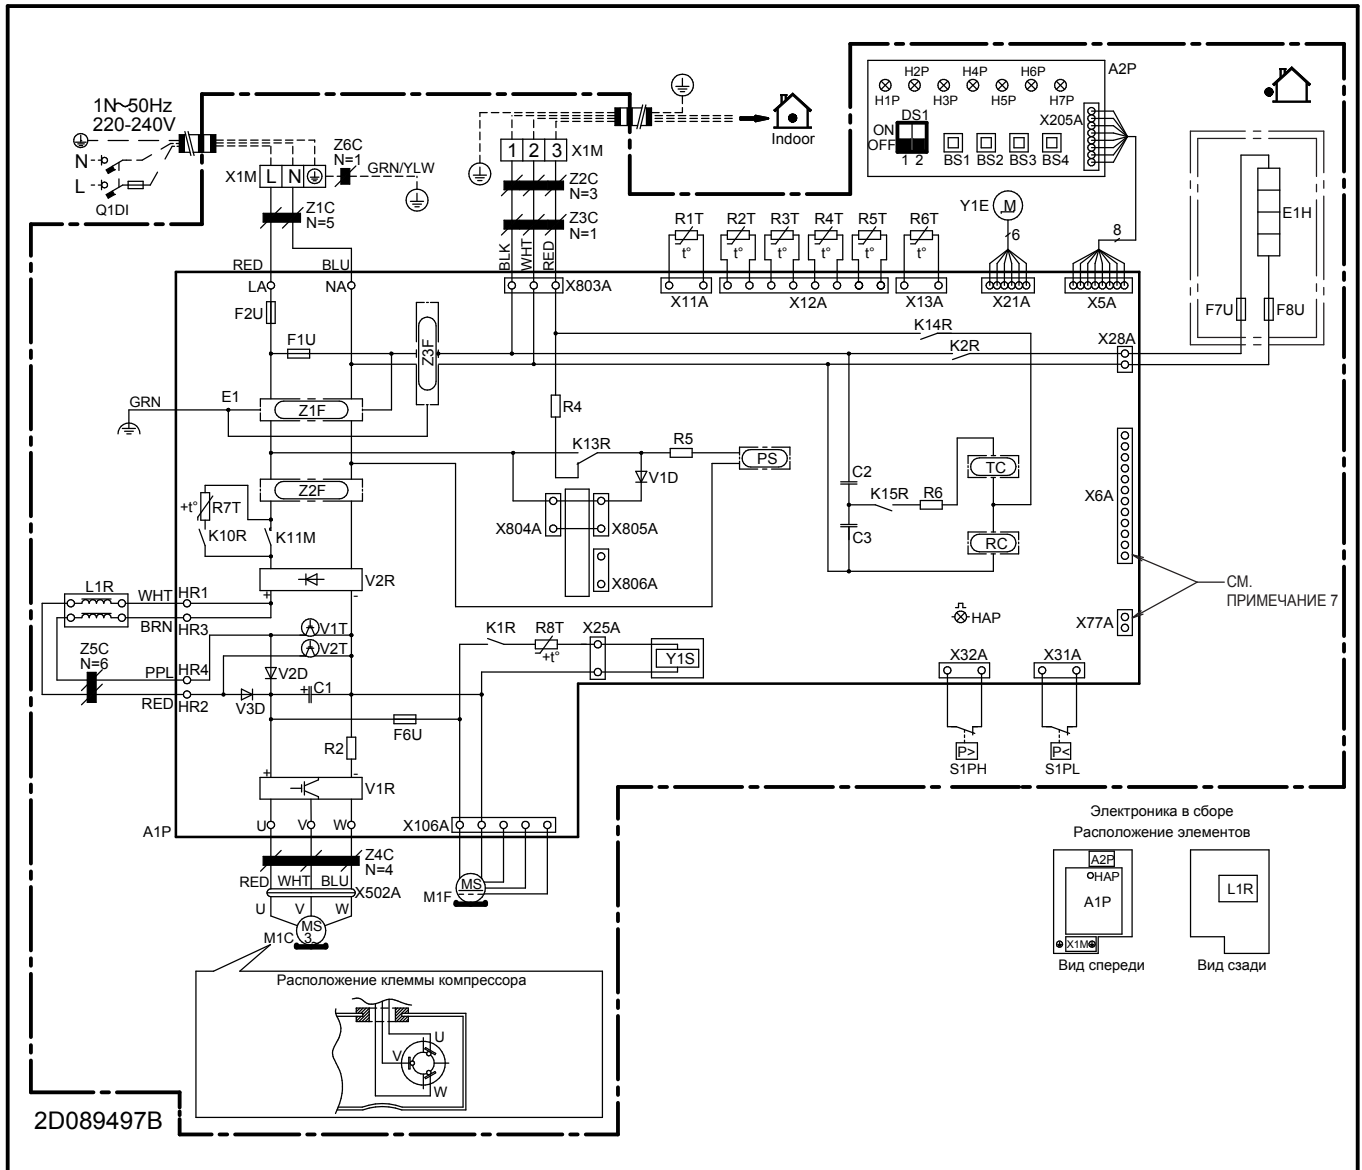 1N~50Hz
220-240V
N
L
Q1DI
X1M L N
Z6C
N=1
GRN/YLW
Z1C
N=5
RED
BLU
LA
NA
1 2 3 X1M
Z2C
N=3
Z3C
N=1
BLK
WHT
RED
X803A
Indoor
A2P
H1P
H2P
H3P
H4P
H5P
H6P
H7P
DS1
ON
OFF
1 2
BS1
BS2
BS3
BS4
X205A
R1T
t°
X11A
R2T
R3T
R4T
R5T
t°
t°
t°
t°
X12A
R6T
t°
X13A
Y1E
M
6
X21A
8
X5A
E1H
F7U
F8U
F2U
F1U
Z3F
K14R
K2R
X28A
GRN
E1
Z1F
R4
K13R
R5
PS
V1D
Z2F
+t°
R7T
K10R
K11M
X804A
X805A
X806A
C2
K15R
R6
C3
TC
RC
X6A
СМ.
ПРИМЕЧАНИЕ 7
X77A
HAP
L1R
WHT
HR1
BRN
HR3
V2R
+
-
V1T
V2T
Z5C
N=6
PPL
HR4
RED
HR2
V2D
V3D
+
C1
K1R
R8T
+t°
X25A
Y1S
F6U
R2
+
-
V1R
X32A
X31A
P>
S1PH
P<
S1PL
A1P
U
V
W
X106A
Z4C
N=4
RED
WHT
BLU
X502A
U
V
W
M1C
MS
3
M1F
MS
Электроника в сборе
Расположение элементов
A2P
HAP
A1P
X1M
Вид спереди
L1R
Вид сзади
Расположение клеммы компрессора
U
V
W
2D089497B